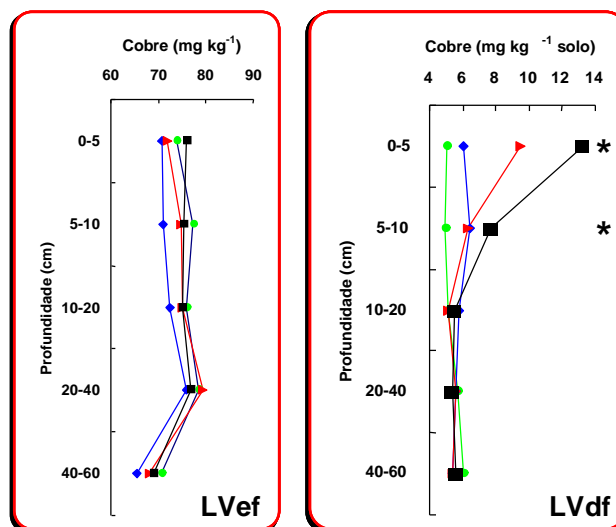 Cobre (mg kg⁻¹)
60 70 80 90
0-5
5-10
10-20
20-40
40-60
Profundidade (cm)
LVef
Cobre (mg kg ⁻¹ solo)
4 6 8 10 12 14
0-5
*
5-10
*
10-20
20-40
40-60
Profundidade (cm)
LVdf